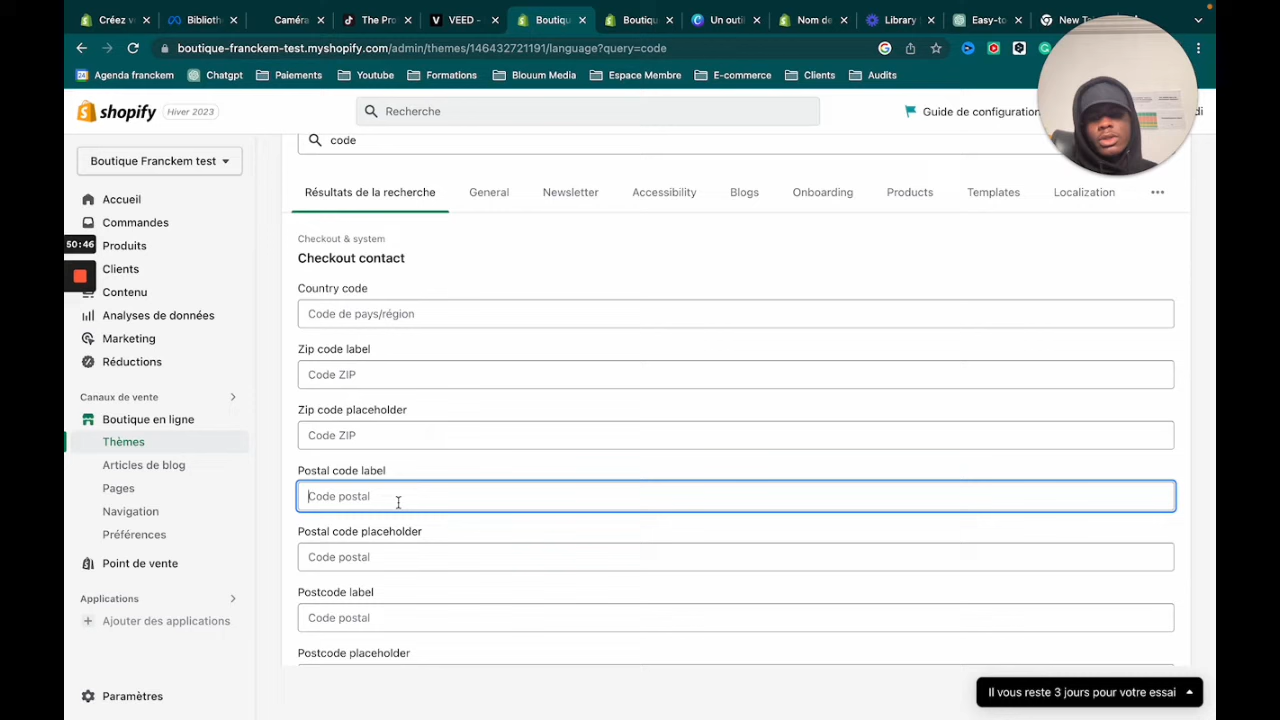 Créez v
Biblioth
Caméra
The Pro
VEED -
Boutiqu
Boutiqu
Un outil
Nom de
Library
Easy-to
New Ta
boutique-franckem-test.myshopify.com/admin/themes/146432721191/language?query=code
Agenda franckem
Chatgpt
Paiements
Youtube
Formations
Blouum Media
Espace Membre
E-commerce
Clients
Audits
shopify
Hiver 2023
Recherche
Guide de configuration
di
Boutique Franckem test
Accueil
Commandes
50:46
Produits
Clients
Contenu
Analyses de données
Marketing
Réductions
Canaux de vente
Boutique en ligne
Thèmes
Articles de blog
Pages
Navigation
Préférences
Point de vente
Applications
Ajouter des applications
Paramètres
code
Résultats de la recherche
General
Newsletter
Accessibility
Blogs
Onboarding
Products
Templates
Localization
Checkout & system
Checkout contact
Country code
Code de pays/région
Zip code label
Code ZIP
Zip code placeholder
Code ZIP
Postal code label
Code postal
Postal code placeholder
Code postal
Postcode label
Code postal
Postcode placeholder
Il vous reste 3 jours pour votre essai